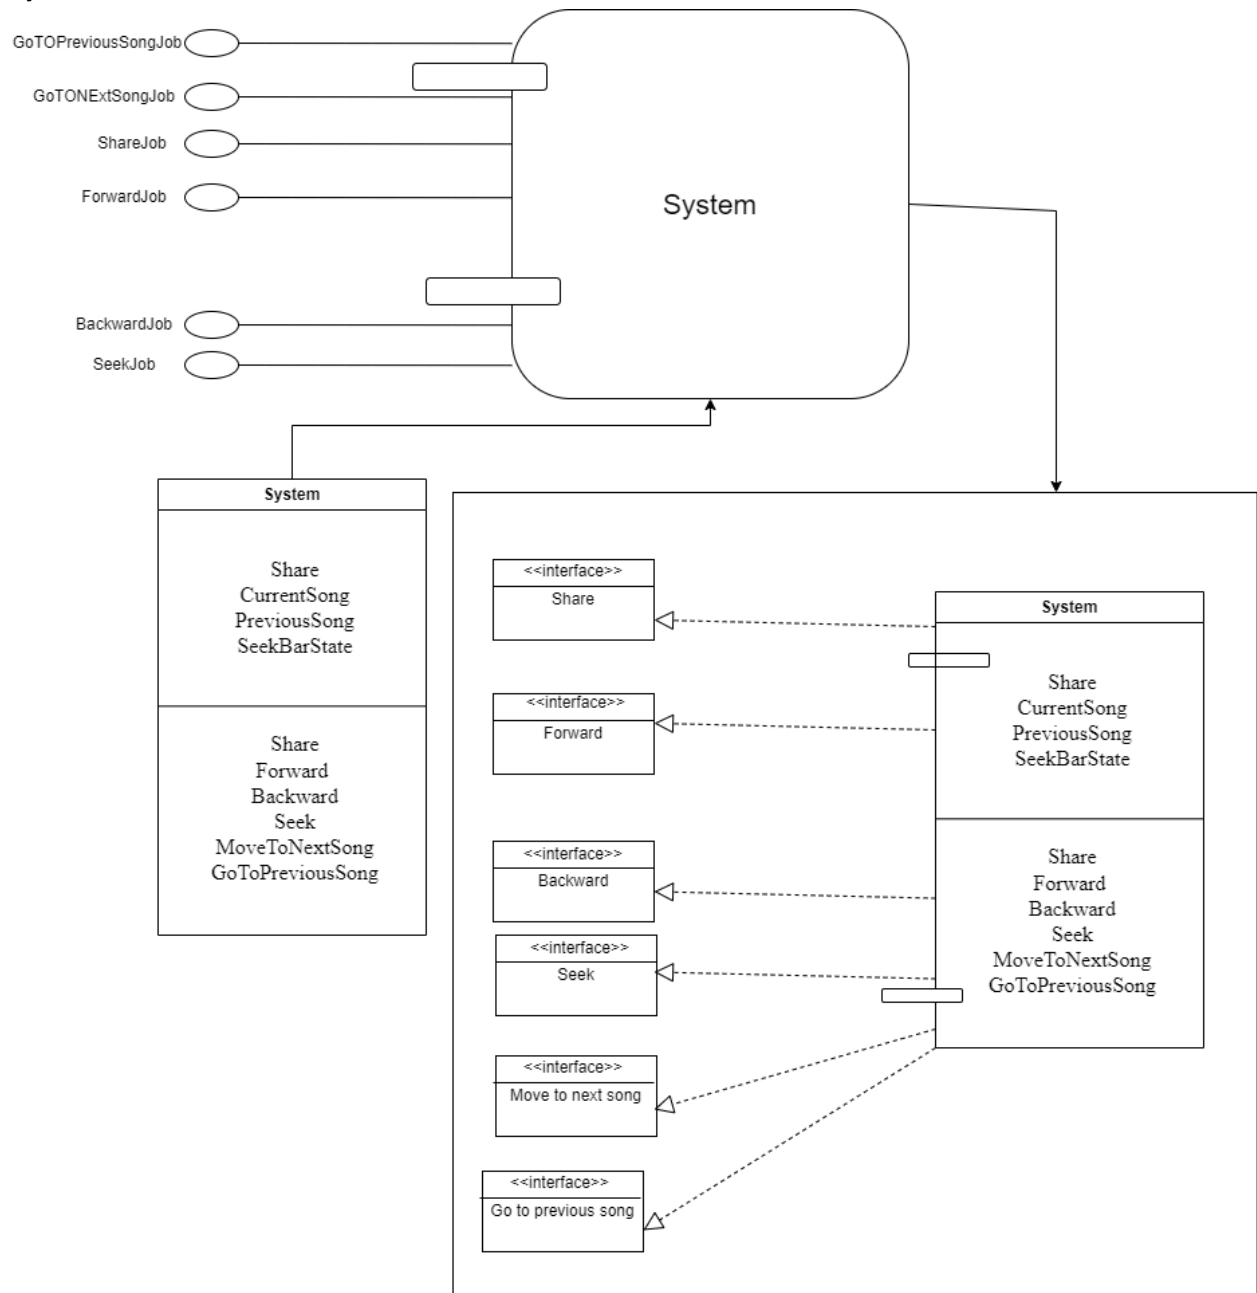 GoTOPreviousSongJob
GoTONExtSongJob
ShareJob
ForwardJob
System
BackwardJob
SeekJob
System
Share
CurrentSong
PreviousSong
SeekBarState
Share
Forward
Backward
Seek
MoveToNextSong
GoToPreviousSong
<<interface>>
Share
<<interface>>
Forward
<<interface>>
Backward
<<interface>>
Seek
<<interface>>
Move to next song
<<interface>>
Go to previous song
System
Share
CurrentSong
PreviousSong
SeekBarState
Share
Forward
Backward
Seek
MoveToNextSong
GoToPreviousSong